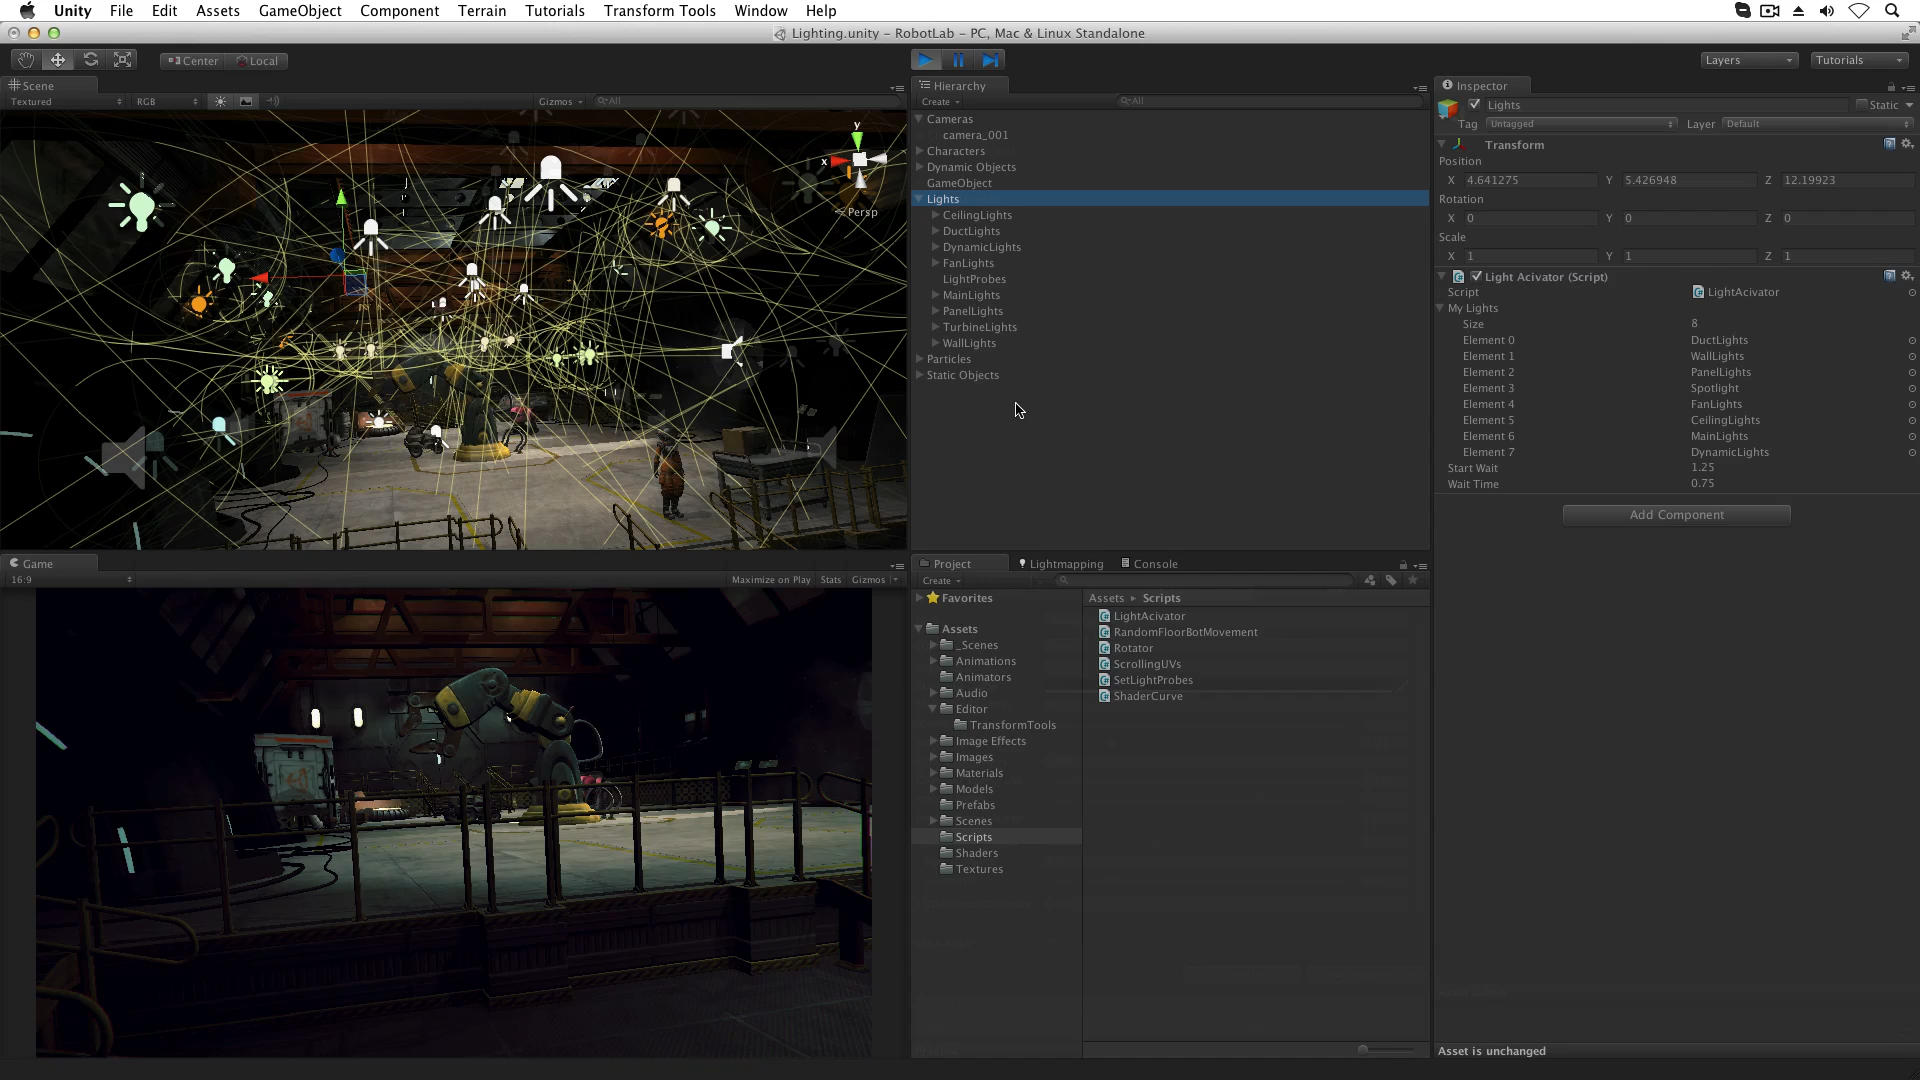 Unity File Edit Assets GameObject Component Terrain Tutorials Transform Tools Window Help
Lighting.unity - RobotLab - PC, Mac & Linux Standalone
Center Local
Layers Tutorials
Scene
Textured RGB Gizmos All
y
x
Persp
Hierarchy
Create All
Cameras
camera_001
Characters
Dynamic Objects
GameObject
Lights
CeilingLights
DuctLights
DynamicLights
FanLights
LightProbes
MainLights
PanelLights
TurbineLights
WallLights
Particles
Static Objects
Inspector
Lights Static
Tag Untagged Layer Default
Transform
Position
X 4.641275 Y 5.426948 Z 12.19923
Rotation
X 0 Y 0 Z 0
Scale
X 1 Y 1 Z 1
Light Acivator (Script)
Script LightAcivator
My Lights
Size 8
Element 0 DuctLights
Element 1 WallLights
Element 2 PanelLights
Element 3 Spotlight
Element 4 FanLights
Element 5 CeilingLights
Element 6 MainLights
Element 7 DynamicLights
Start Wait 1.25
Wait Time 0.75
Add Component
Game
16:9 Maximize on Play Stats Gizmos
Project Lightmapping Console
Create
Favorites
Assets
_Scenes
Animations
Animators
Audio
Editor
TransformTools
Image Effects
Images
Materials
Models
Prefabs
Scenes
Scripts
Shaders
Textures
Assets Scripts
LightAcivator
RandomFloorBotMovement
Rotator
ScrollingUVs
SetLightProbes
ShaderCurve
Asset is unchanged